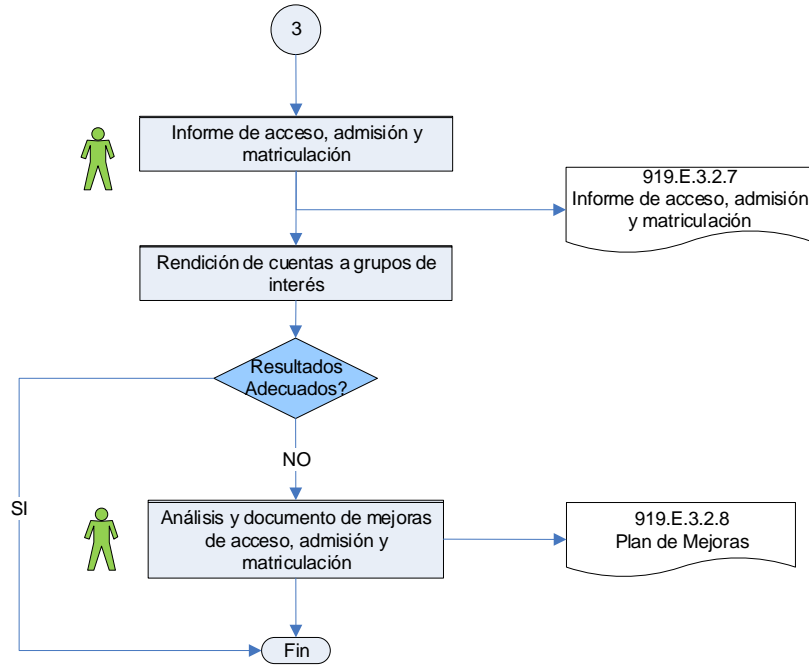 3
Informe de acceso, admisión y
matriculación
919.E.3.2.7
Informe de acceso, admisión
y matriculación
Rendición de cuentas a grupos de
interés
Resultados
Adecuados?
NO
SI
Análisis y documento de mejoras
de acceso, admisión y
matriculación
919.E.3.2.8
Plan de Mejoras
Fin